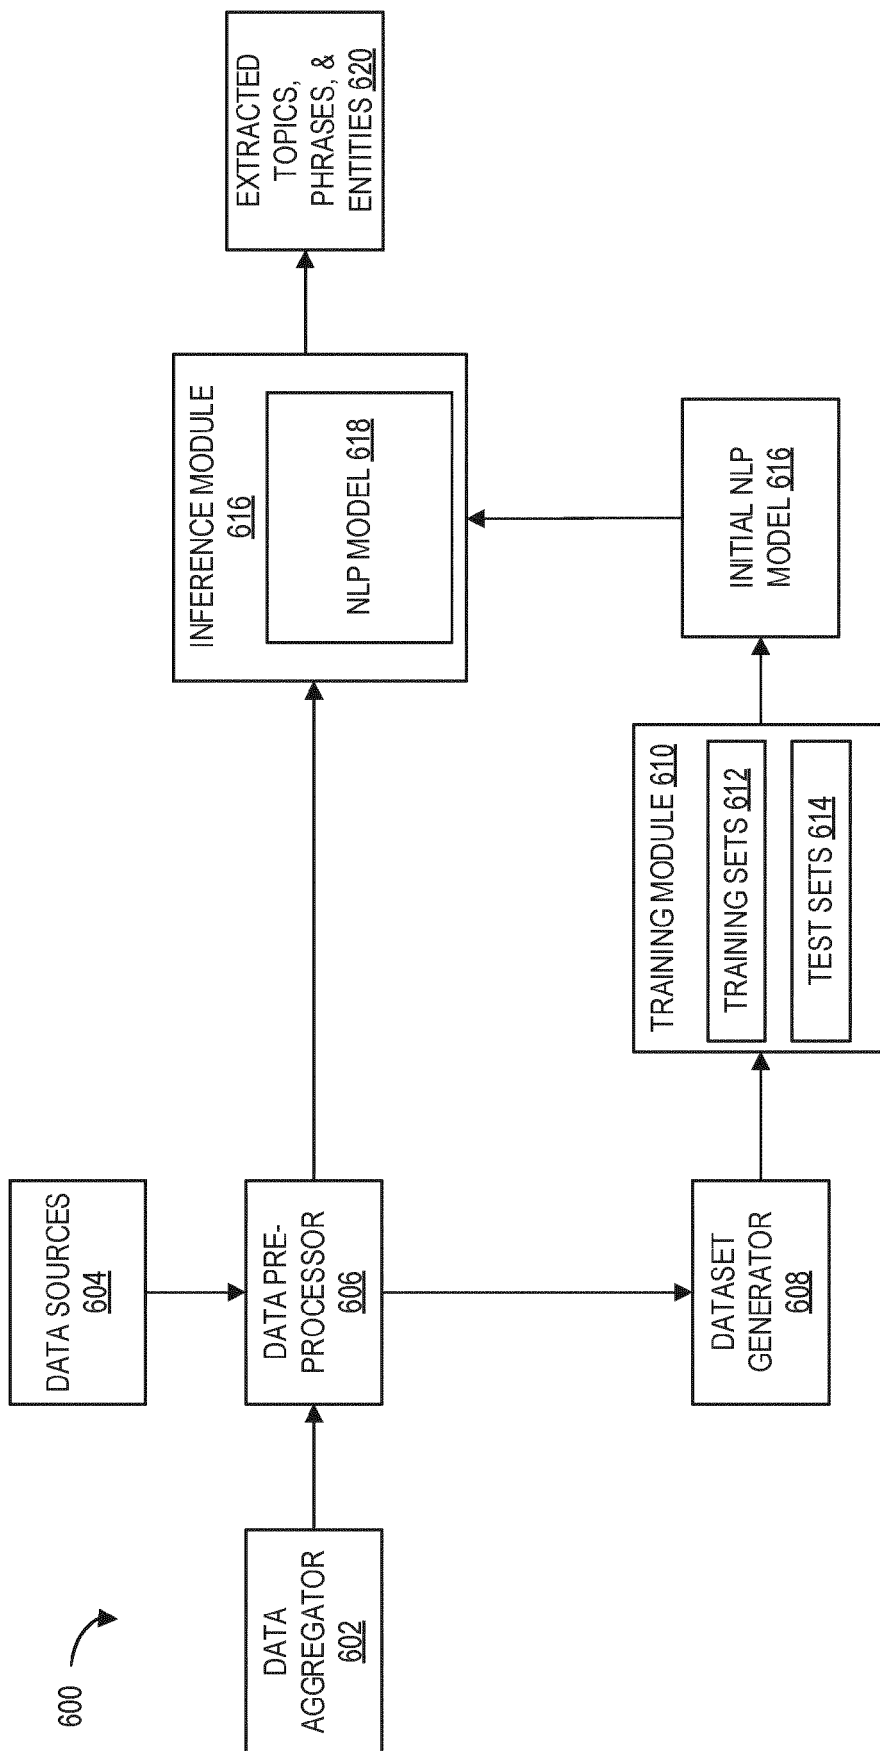 600
DATA
AGGREGATOR
602
DATA SOURCES
604
DATA PRE-
PROCESSOR
606
DATASET
GENERATOR
608
TRAINING MODULE 610
TRAINING SETS 612
TEST SETS 614
INITIAL NLP
MODEL 616
INFERENCE MODULE
616
NLP MODEL 618
EXTRACTED
TOPICS,
PHRASES, &
ENTITIES 620